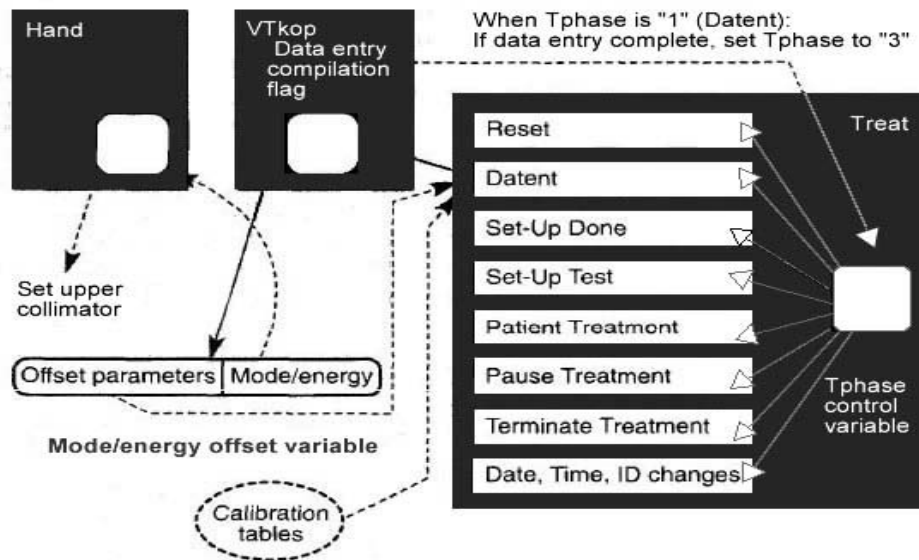 Hand
VTkop
Data entry
compilation
flag
When Tphase is "1" (Datent):
If data entry complete, set Tphase to "3"
Treat
Reset
Datent
Set-Up Done
Set-Up Test
Patient Treatmont
Pause Treatment
Terminate Treatment
Date, Time, ID changes
Tphase
control
variable
Set upper
collimator
Offset parameters
Mode/energy
Mode/energy offset variable
Calibration
tables